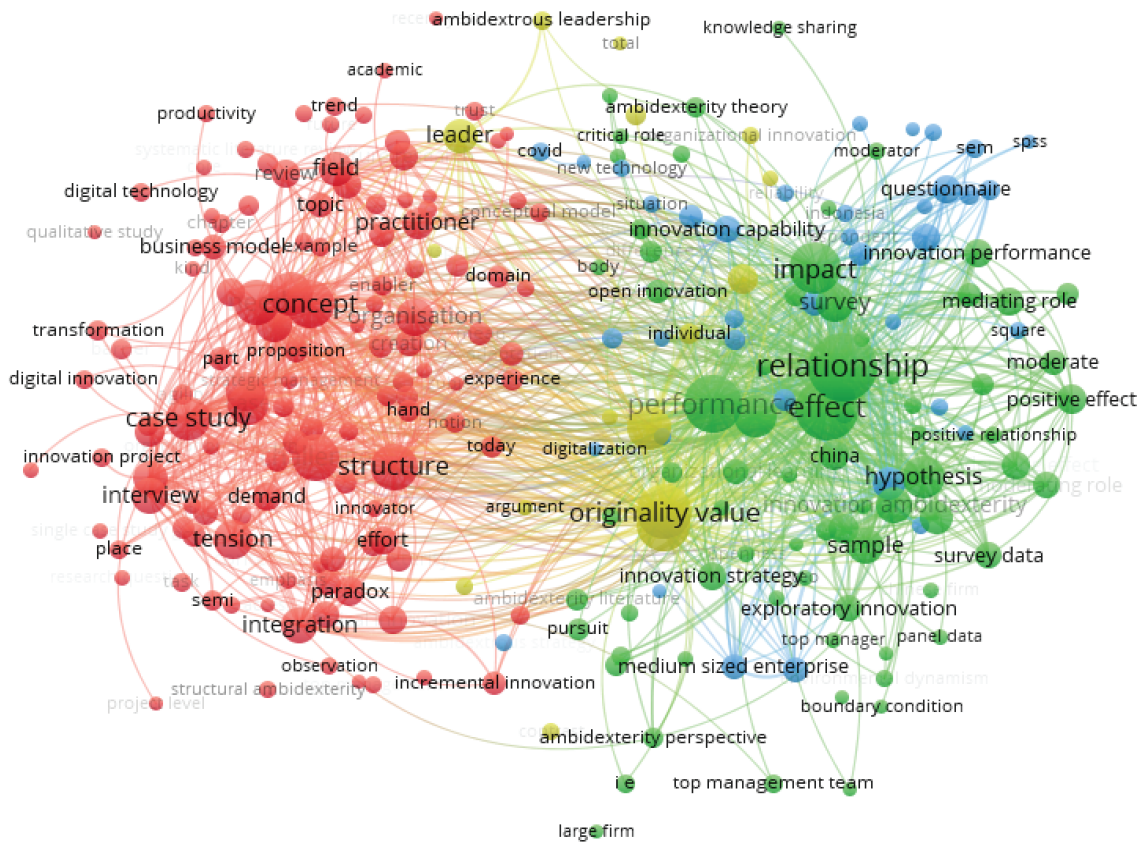 recent
ambidextrous leadership
total
knowledge sharing
academic
productivity
trend
trust
leader
ambidexterity theory
critical role
organizational innovation
covid
new technology
moderator
sem
spss
review
field
digital technology
topic
chapter
practitioner
conceptual model
situation
reliability
questionnaire
indonesia
qualitative study
business model
example
innovation capability
innovation performance
kind
domain
body
impact
enabler
open innovation
concept
organisation
survey
mediating role
transformation
creation
individual
square
part
proposition
relationship
moderate
digital innovation
experience
positive effect
case study
hand
notion
performance
effect
today
digitalization
positive relationship
innovation project
structure
china
hypothesis
interview
demand
innovator
argument
originality value
innovation ambidexterity
tension
effort
sample
place
survey data
task
emphasis
innovation strategy
semi
paradox
ambidexterity literature
exploratory innovation
integration
pursuit
top manager
panel data
observation
medium sized enterprise
structural ambidexterity
incremental innovation
project level
boundary condition
ambidexterity perspective
i e
top management team
large firm